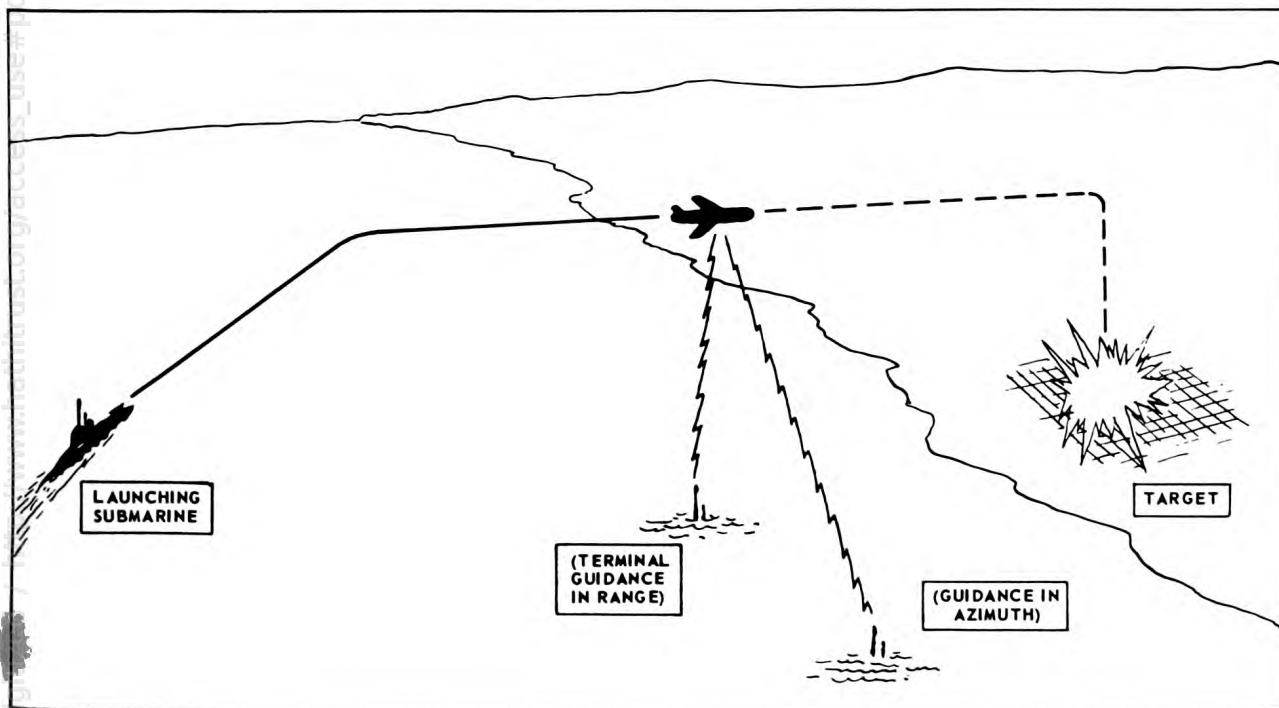 LAUNCHING
SUBMARINE
(TERMINAL
GUIDANCE
IN RANGE)
(GUIDANCE IN
AZIMUTH)
TARGET